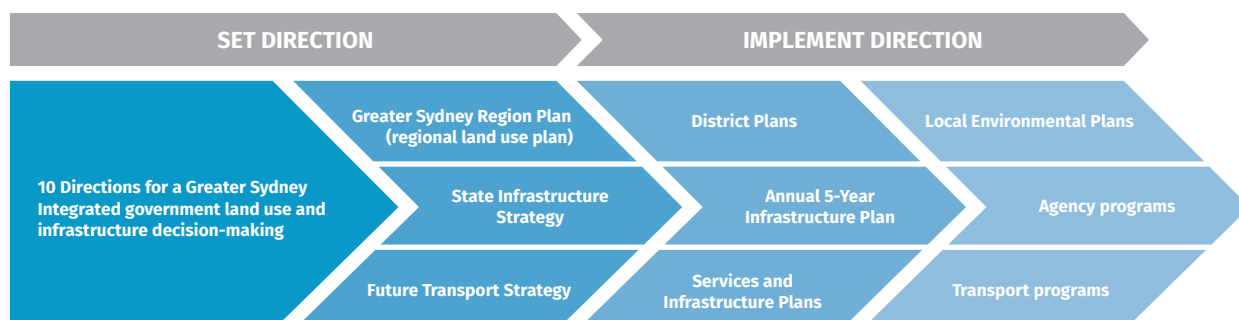 SET DIRECTION
IMPLEMENT DIRECTION
10 Directions for a Greater Sydney
Integrated government land use and
infrastructure decision-making
Greater Sydney Region Plan
(regional land use plan)
State Infrastructure
Strategy
Future Transport Strategy
District Plans
Annual 5-Year
Infrastructure Plan
Services and
Infrastructure Plans
Local Environmental Plans
Agency programs
Transport programs